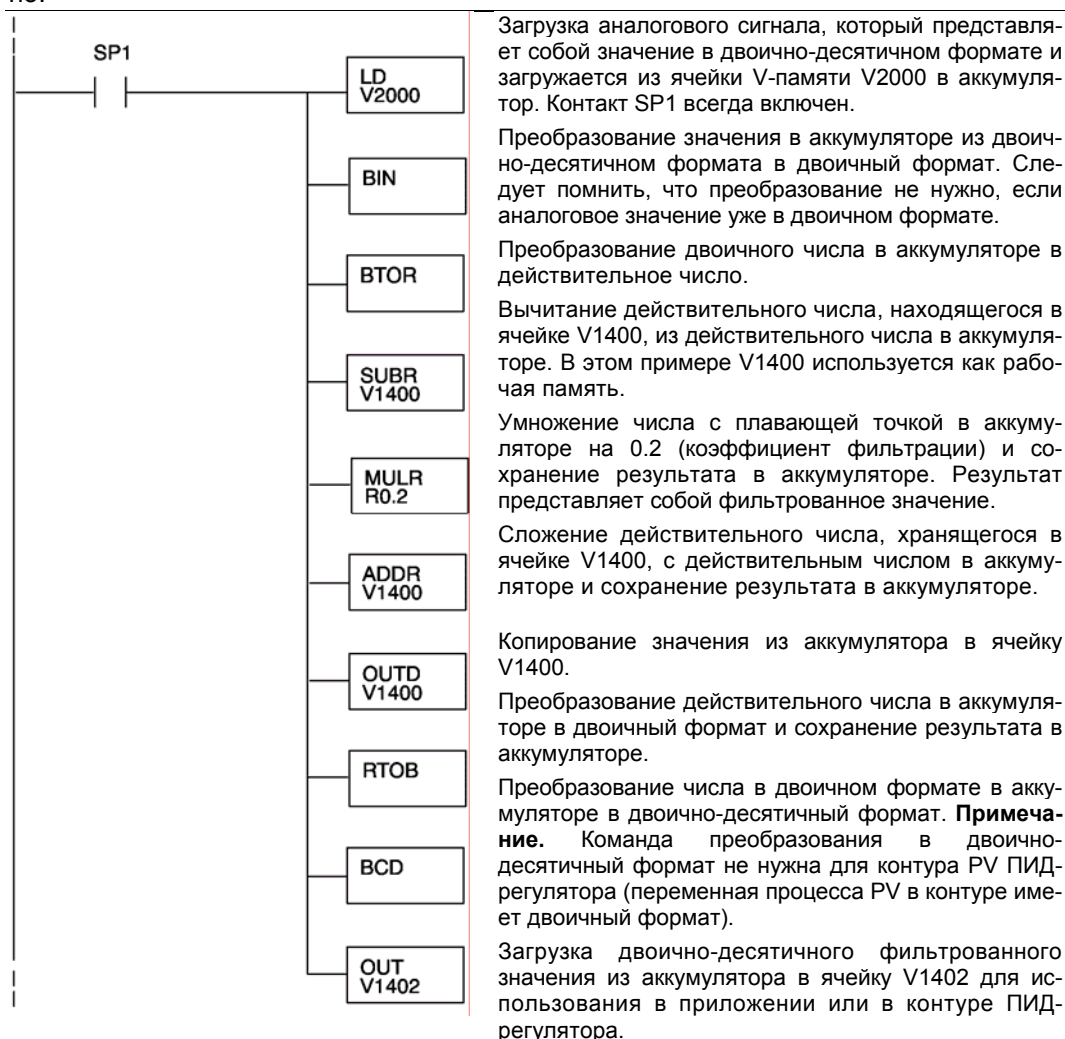 SP1
LD
V2000
BIN
BTOR
SUBR
V1400
MULR
R0.2
ADDR
V1400
OUTD
V1400
RTOB
BCD
OUT
V1402
Загрузка аналогового сигнала, который представля-
ет собой значение в двоично-десятичном формате и
загружается из ячейки V-памяти V2000 в аккумуля-
тор. Контакт SP1 всегда включен.
Преобразование значения в аккумуляторе из двоич-
но-десятичном формата в двоичный формат. Сле-
дует помнить, что преобразование не нужно, если
аналоговое значение уже в двоичном формате.
Преобразование двоичного числа в аккумуляторе в
действительное число.
Вычитание действительного числа, находящегося в
ячейке V1400, из действительного числа в аккумуля-
торе. В этом примере V1400 используется как рабо-
чая память.
Умножение числа с плавающей точкой в аккуму-
ляторе на 0.2 (коэффициент фильтрации) и со-
хранение результата в аккумуляторе. Результат
представляет собой фильтрованное значение.
Сложение действительного числа, хранящегося в
ячейке V1400, с действительным числом в аккуму-
ляторе и сохранение результата в аккумуляторе.
Копирование значения из аккумулятора в ячейку
V1400.
Преобразование действительного числа в аккумуля-
торе в двоичный формат и сохранение результата в
аккумуляторе.
Преобразование числа в двоичном формате в акку-
муляторе в двоично-десятичный формат. Примеча-
ние. Команда преобразования в двоично-
десятичный формат не нужна для контура PV ПИД-
регулятора (переменная процесса PV в контуре име-
ет двоичный формат).
Загрузка двоично-десятичного фильтрованного
значения из аккумулятора в ячейку V1402 для ис-
пользования в приложении или в контуре ПИД-
регулятора.